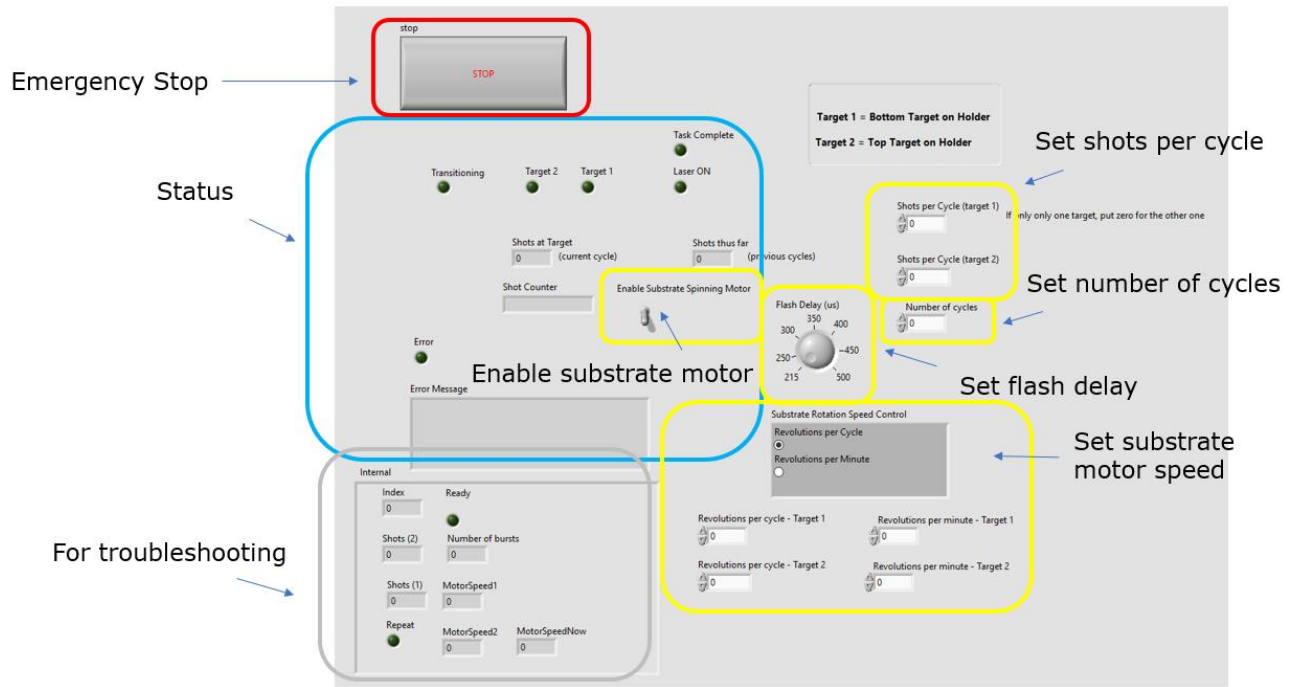 stop
STOP
Emergency Stop
Target 1 = Bottom Target on Holder
Target 2 = Top Target on Holder
Set shots per cycle
Status
Task Complete
Transitioning
Target 2
Target 1
Laser ON
Shots per Cycle (target 1)
0
If only only one target, put zero for the other one
Shots at Target
0
(current cycle)
Shots thus far
0
(previous cycles)
Shots per Cycle (target 2)
0
Set number of cycles
Shot Counter
Enable Substrate Spinning Motor
Flash Delay (us)
215
250
300
350
400
450
500
Number of cycles
0
Error
Enable substrate motor
Set flash delay
Error Message
Substrate Rotation Speed Control
Revolutions per Cycle
Revolutions per Minute
Set substrate
motor speed
Internal
Index
0
Ready
Revolutions per cycle - Target 1
0
Revolutions per minute - Target 1
0
For troubleshooting
Shots (2)
0
Number of bursts
0
Revolutions per cycle - Target 2
0
Revolutions per minute - Target 2
0
Shots (1)
0
MotorSpeed1
0
Repeat
MotorSpeed2
0
MotorSpeedNow
0